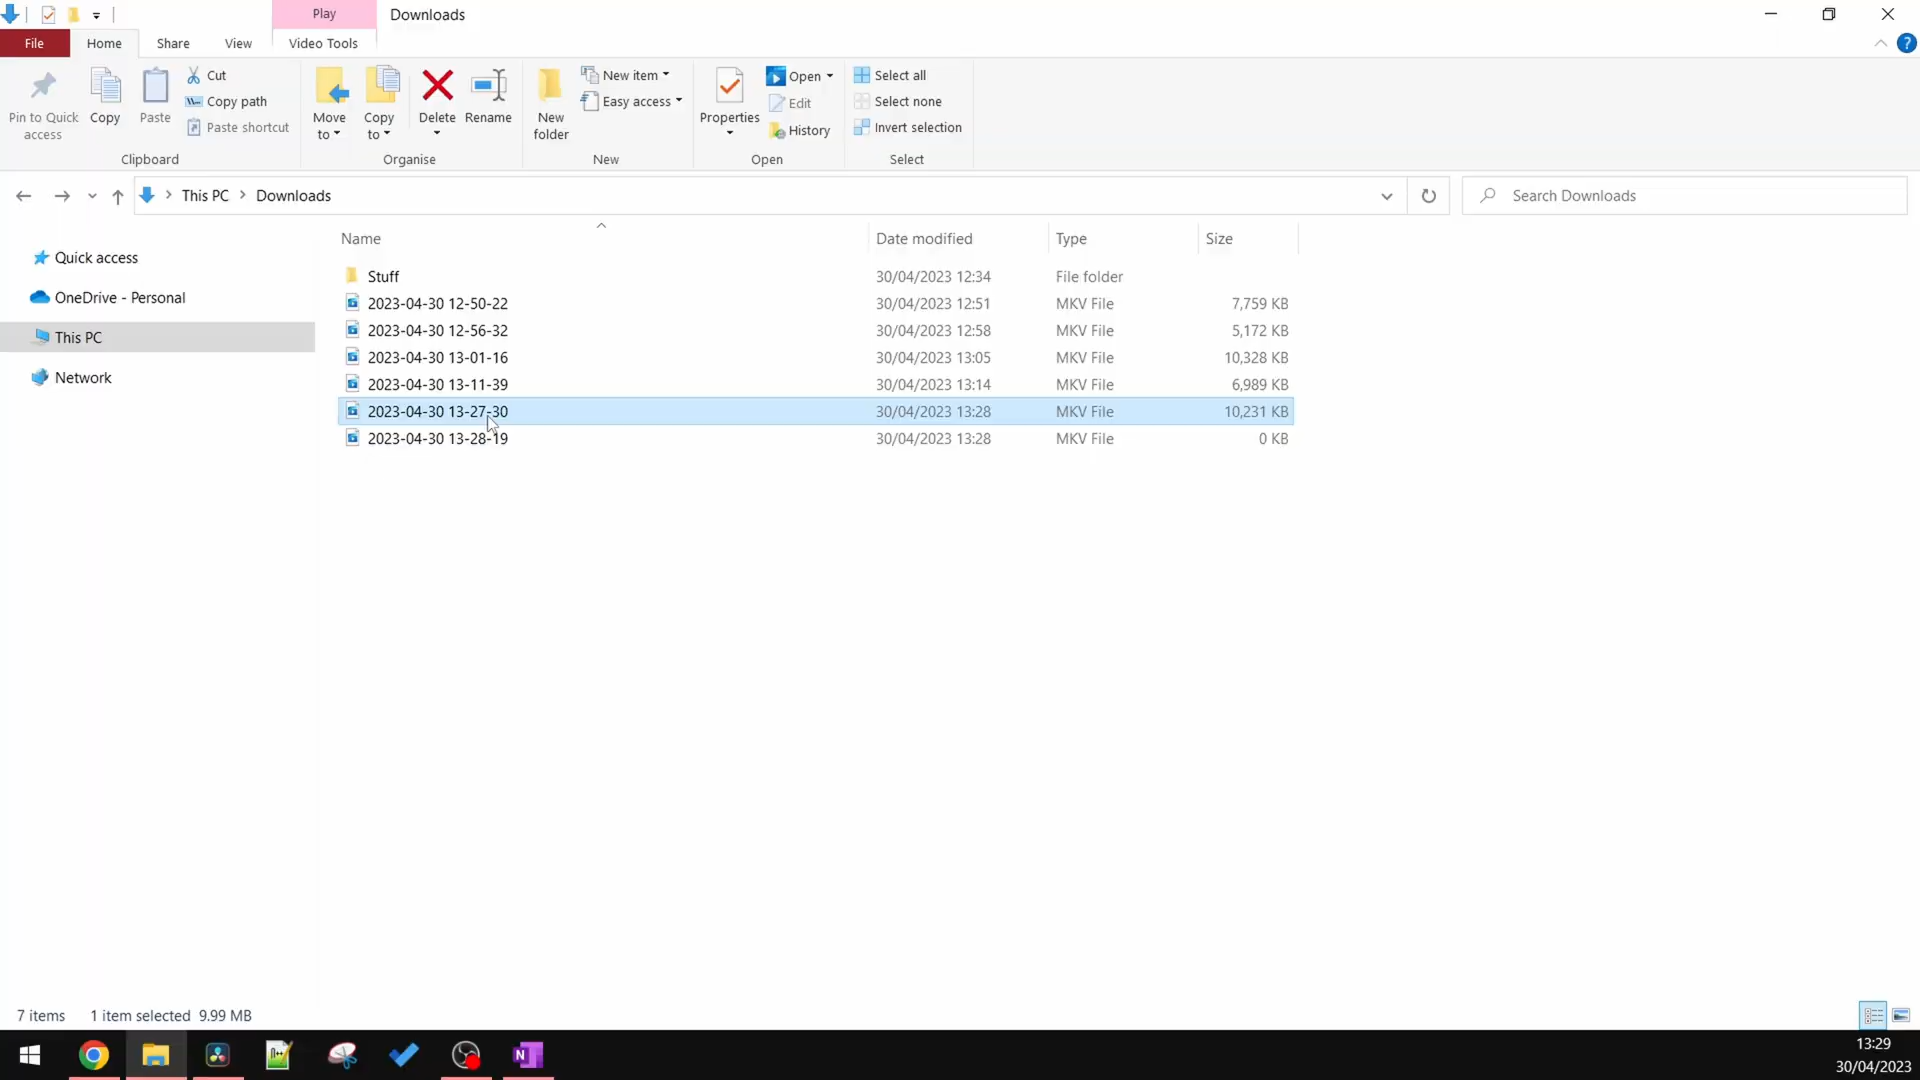 Play
Downloads
File
Home
Share
View
Video Tools
Pin to Quick access
Copy
Paste
Cut
Copy path
Paste shortcut
Clipboard
Move to
Copy to
Delete
Rename
Organise
New folder
New item
Easy access
New
Properties
Open
Edit
History
Open
Select all
Select none
Invert selection
Select
This PC
Downloads
Search Downloads
Quick access
OneDrive - Personal
This PC
Network
Name Date modified Type Size
Stuff 30/04/2023 12:34 File folder
2023-04-30 12-50-22 30/04/2023 12:51 MKV File 7,759 KB
2023-04-30 12-56-32 30/04/2023 12:58 MKV File 5,172 KB
2023-04-30 13-01-16 30/04/2023 13:05 MKV File 10,328 KB
2023-04-30 13-11-39 30/04/2023 13:14 MKV File 6,989 KB
2023-04-30 13-27-30 30/04/2023 13:28 MKV File 10,231 KB
2023-04-30 13-28-19 30/04/2023 13:28 MKV File 0 KB
7 items 1 item selected 9.99 MB
13:29
30/04/2023